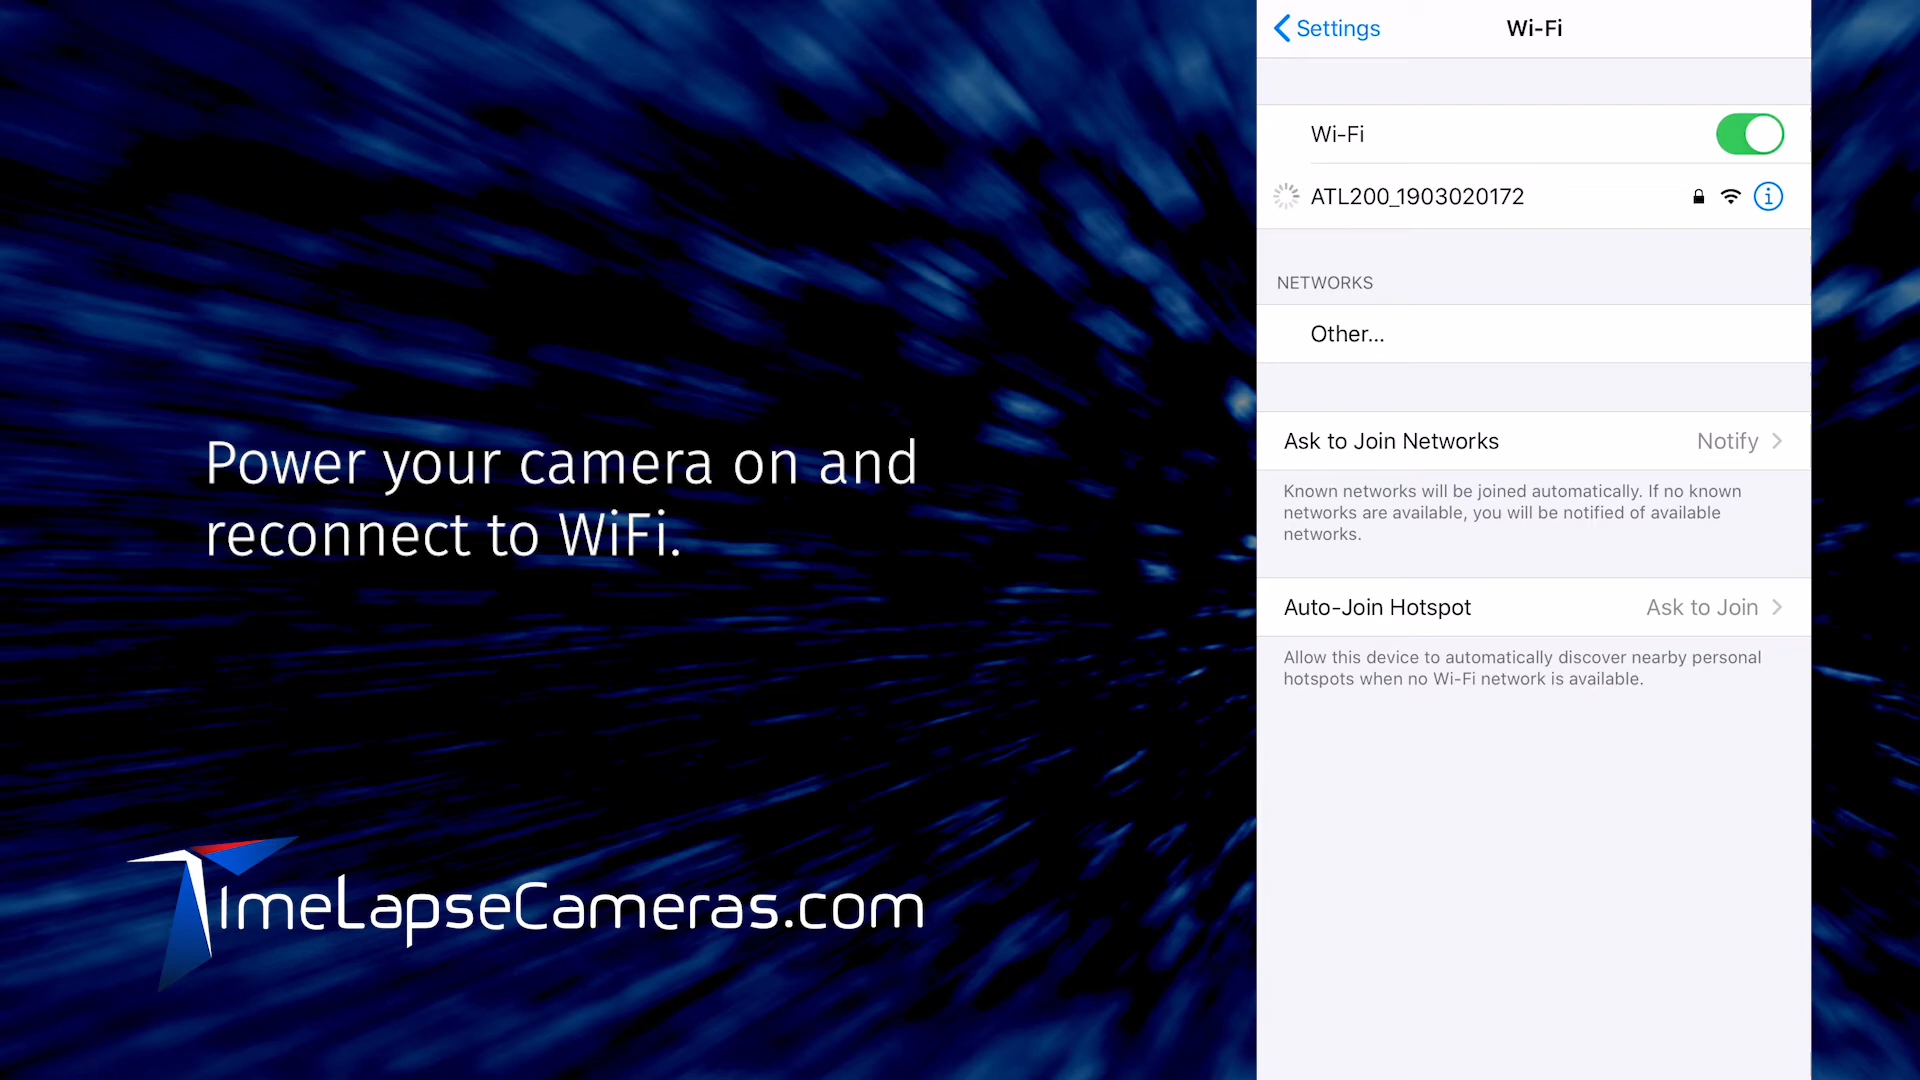 Power your camera on and
reconnect to WiFi.
TimeLapseCameras.com
Settings
Wi-Fi
Wi-Fi
ATL200_1903020172
NETWORKS
Other...
Ask to Join Networks Notify
Known networks will be joined automatically. If no known
networks are available, you will be notified of available
networks.
Auto-Join Hotspot Ask to Join
Allow this device to automatically discover nearby personal
hotspots when no Wi-Fi network is available.